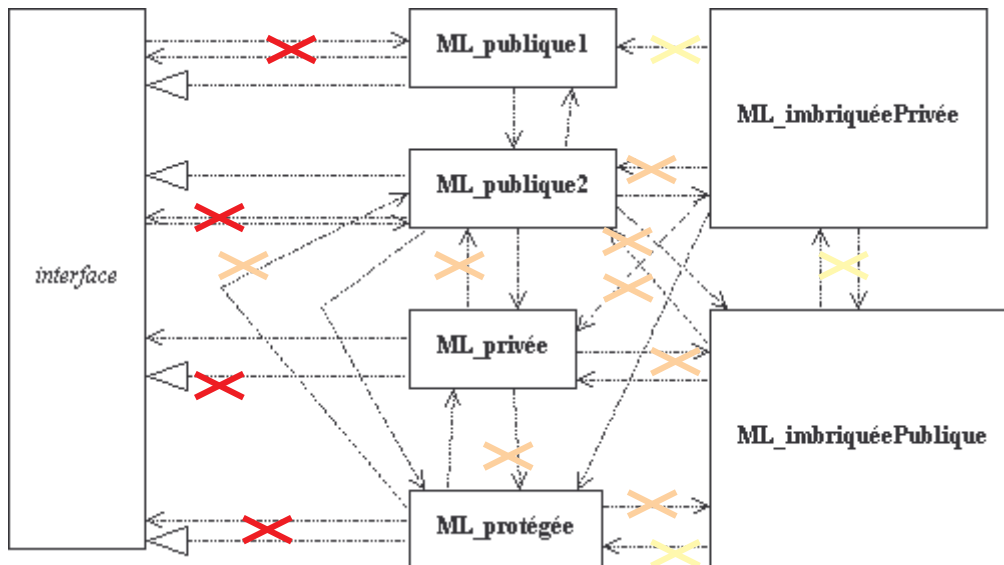 ML_publique1
ML_imbriquéePrivée
ML_publique2
interface
ML_privée
ML_imbriquéePublique
ML_protégée